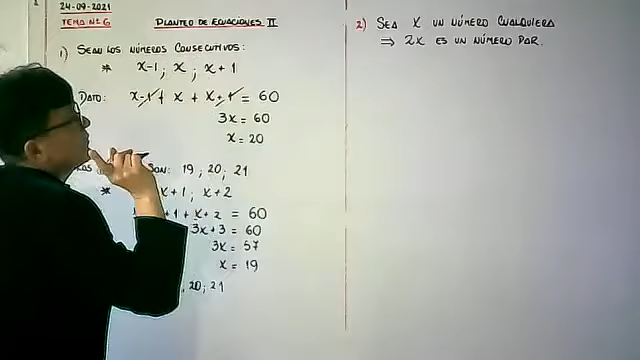 24-09-2021
TEMA Nº6 PLANTEO DE ECUACIONES II
1) SEAN LOS NÚMEROS CONSECUTIVOS:
* x-1 ; x ; x+1
DATO: x-1 + x + x+1 = 60
3x = 60
x = 20
SON: 19 ; 20 ; 21
* x+1 ; x+2
+1 + x+2 = 60
3x+3 = 60
3x = 57
x = 19
, 20 ; 21
2) SEA X UN NÚMERO CUALQUIERA
⇒ 2X ES UN NÚMERO PAR.